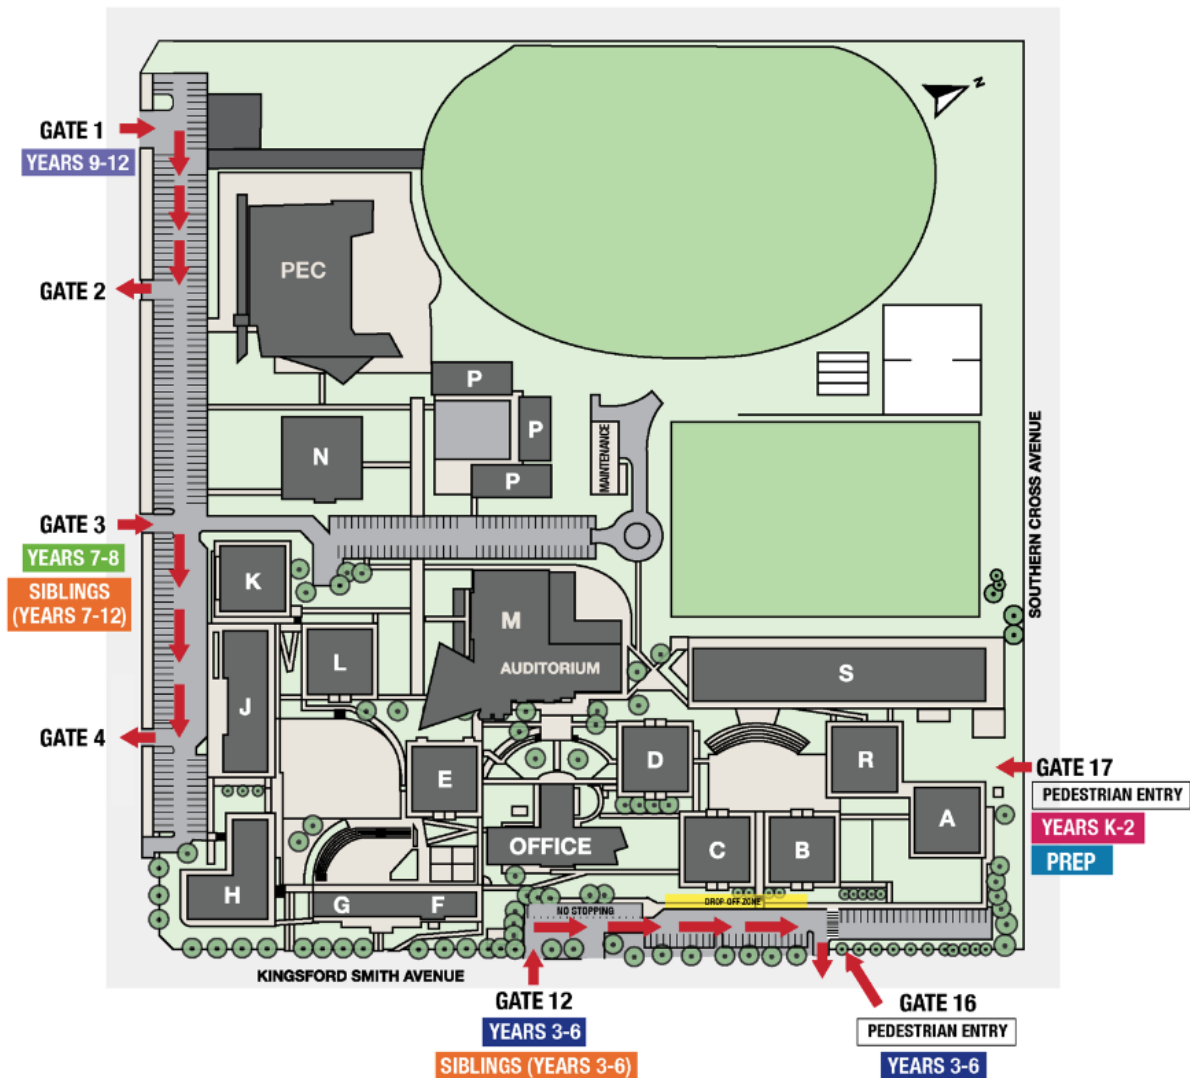 N
GATE 1
YEARS 9-12
PEC
GATE 2
P
P
P
N
MAINTENANCE
SOUTHERN CROSS AVENUE
GATE 3
YEARS 7-8
SIBLINGS
(YEARS 7-12)
K
M
AUDITORIUM
L
S
J
GATE 4
D
R
E
GATE 17
PEDESTRIAN ENTRY
YEARS K-2
PREP
A
OFFICE
C
B
H
G
F
NO STOPPING
DROP OFF ZONE
KINGSFORD SMITH AVENUE
GATE 12
YEARS 3-6
SIBLINGS (YEARS 3-6)
GATE 16
PEDESTRIAN ENTRY
YEARS 3-6